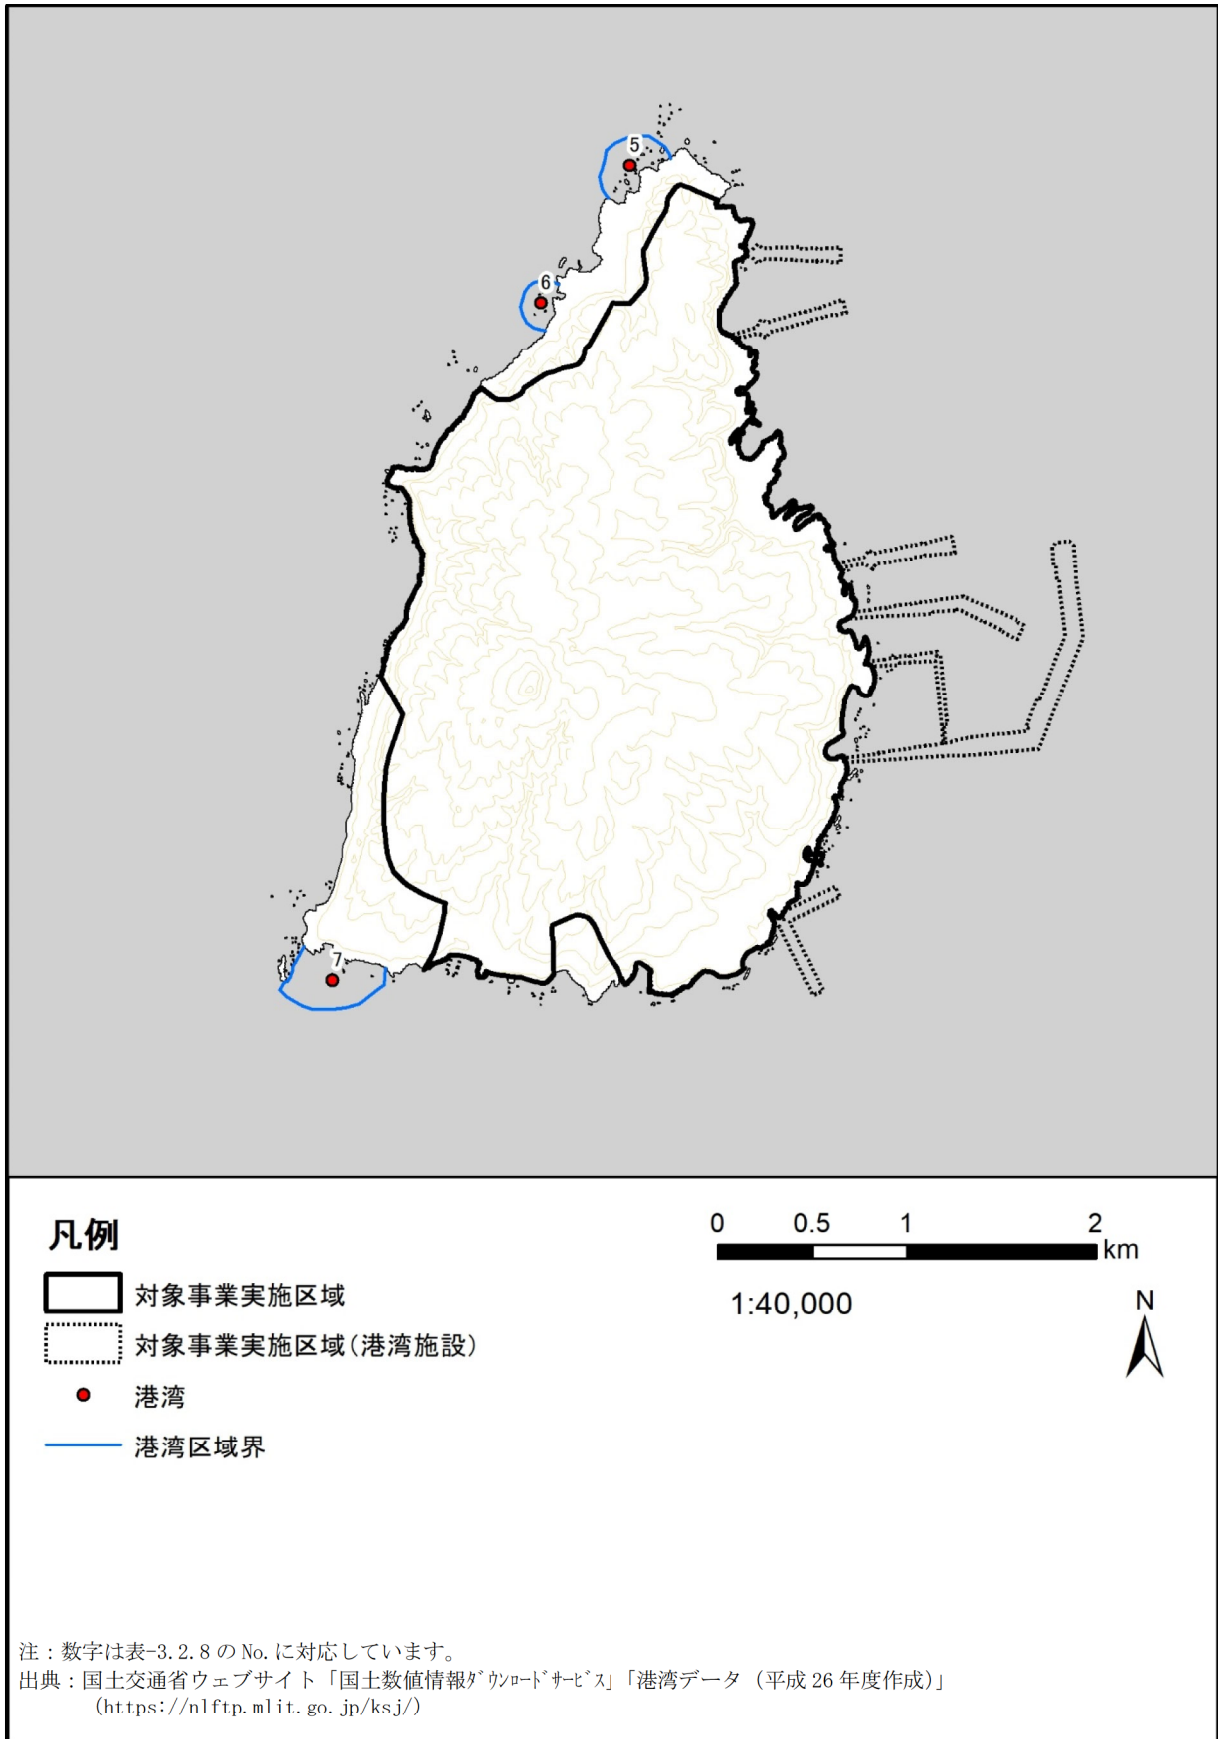 5
6
7
凡例
対象事業実施区域
対象事業実施区域(港湾施設)
港湾
港湾区域界
0 0.5 1 2
km
1:40,000
N
注:数字は表-3.2.8 の No.に対応しています。
出典:国土交通省ウェブサイト「国土数値情報ﾀﾞｳﾝﾛｰﾄﾞｻｰﾋﾞｽ」「港湾データ(平成 26 年度作成)」
(https://nlftp.mlit.go.jp/ksj/)